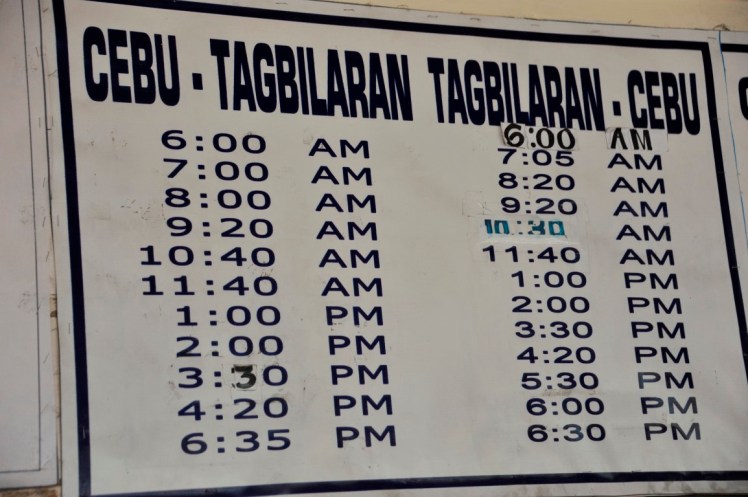 CEBU - TAGBILARAN
6:00 AM
7:00 AM
8:00 AM
9:20 AM
10:40 AM
11:40 AM
1:00 PM
2:00 PM
3:30 PM
4:20 PM
6:35 PM
TAGBILARAN - CEBU
6:00 AM
7:05 AM
8:20 AM
9:20 AM
10:30 AM
11:40 AM
1:00 PM
2:00 PM
3:30 PM
4:20 PM
5:30 PM
6:00 PM
6:30 PM